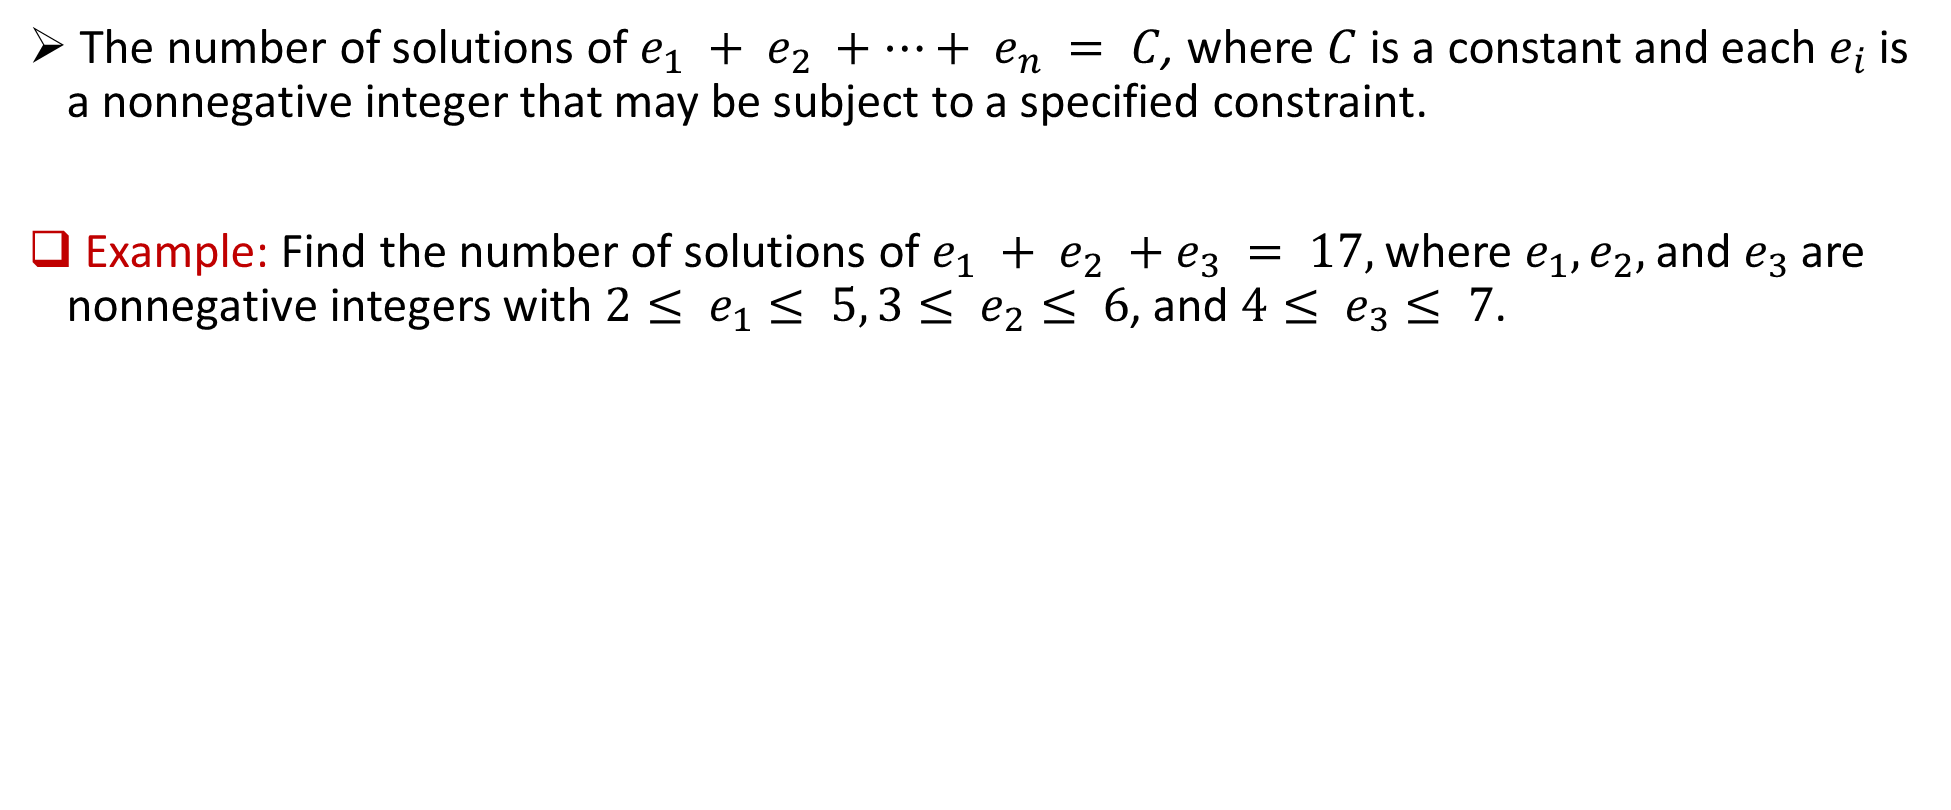 ➢ The number of solutions of e₁ + e₂ + ⋯ + eₙ = C, where C is a constant and each eᵢ is
a nonnegative integer that may be subject to a specified constraint.
❑ Example: Find the number of solutions of e₁ + e₂ + e₃ = 17, where e₁, e₂, and e₃ are
nonnegative integers with 2 ≤ e₁ ≤ 5, 3 ≤ e₂ ≤ 6, and 4 ≤ e₃ ≤ 7.